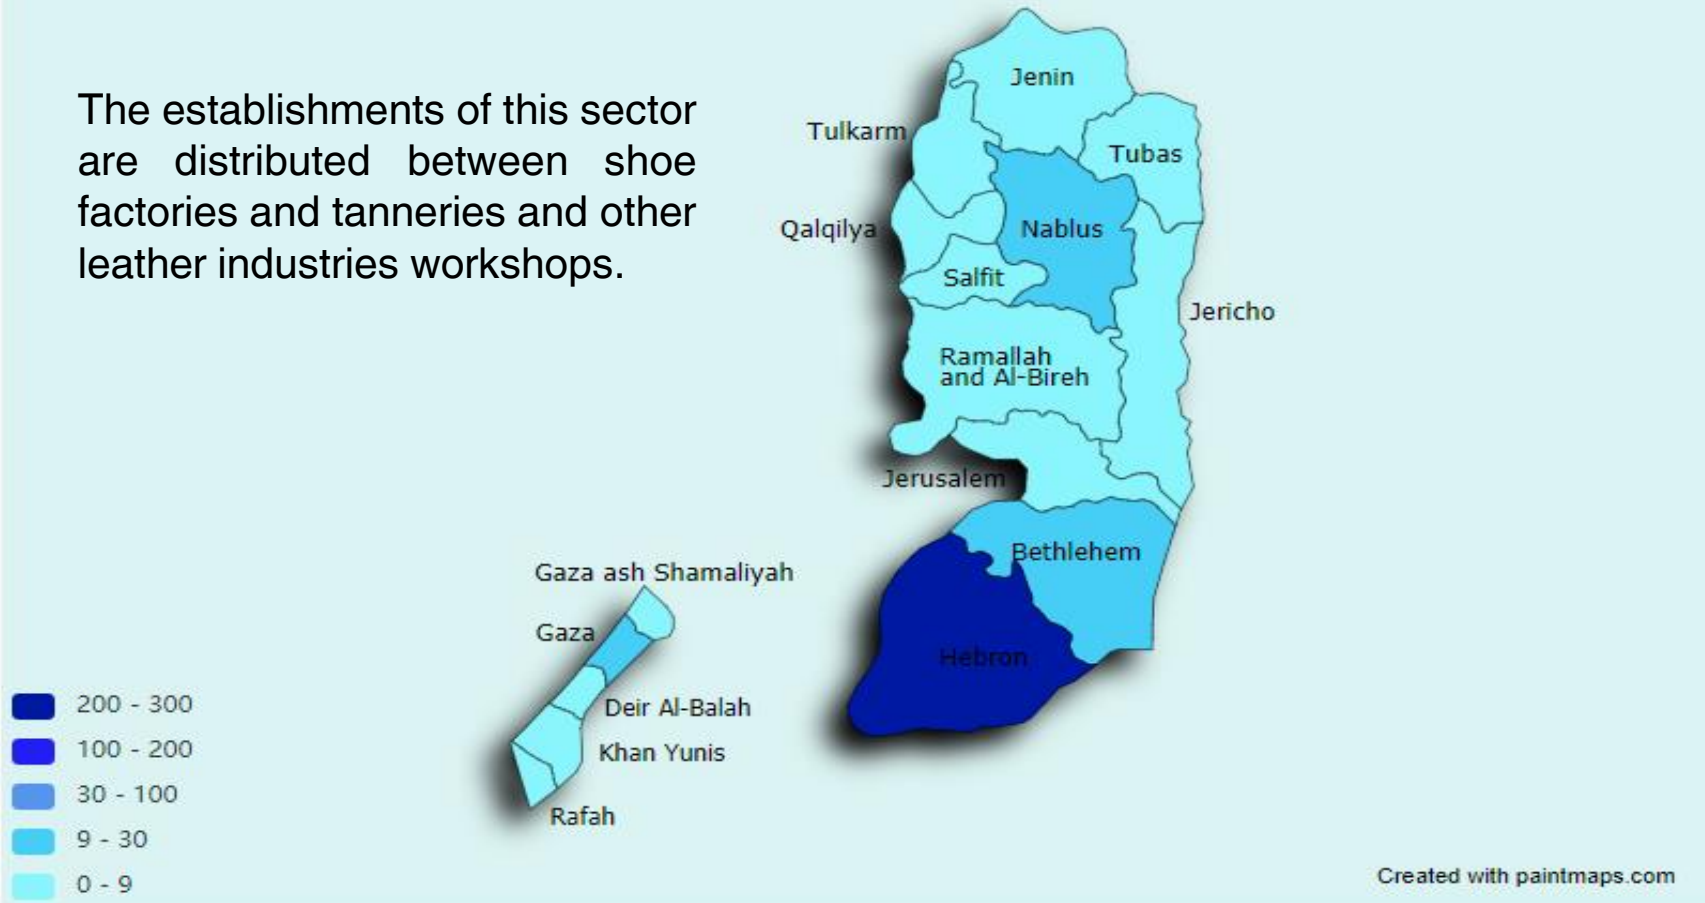 The establishments of this sector
are distributed between shoe
factories and tanneries and other
leather industries workshops.
Jenin
Tulkarm
Tubas
Qalqilya
Nablus
Salfit
Jericho
Ramallah
and Al-Bireh
Jerusalem
Bethlehem
Gaza ash Shamaliyah
Gaza
Hebron
Deir Al-Balah
Khan Yunis
Rafah
200 - 300
100 - 200
30 - 100
9 - 30
0 - 9
Created with paintmaps.com